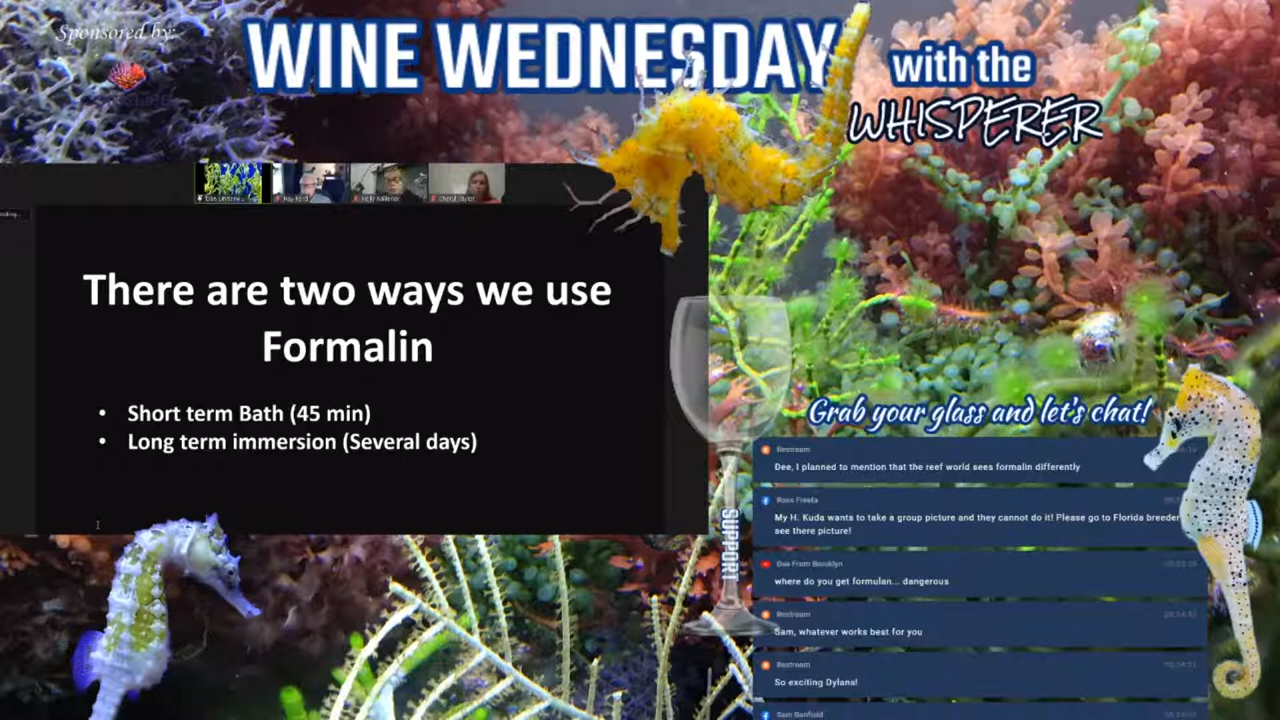 Sponsored by:
WINE WEDNESDAY
with the
WHISPERER
There are two ways we use
Formalin
• Short term Bath (45 min)
• Long term immersion (Several days)
SUPPORT
Grab your glass and let's chat!
Restream
Dee, I planned to mention that the reef world sees formalin differently
My H. Kuda wants to take a group picture and they cannot do it! Please go to Florida breeder
see there picture!
Dee From Brooklyn
where do you get formulan... dangerous
Restream
Sam, whatever works best for you
Restream
So exciting Dylans!
Sam Banfield